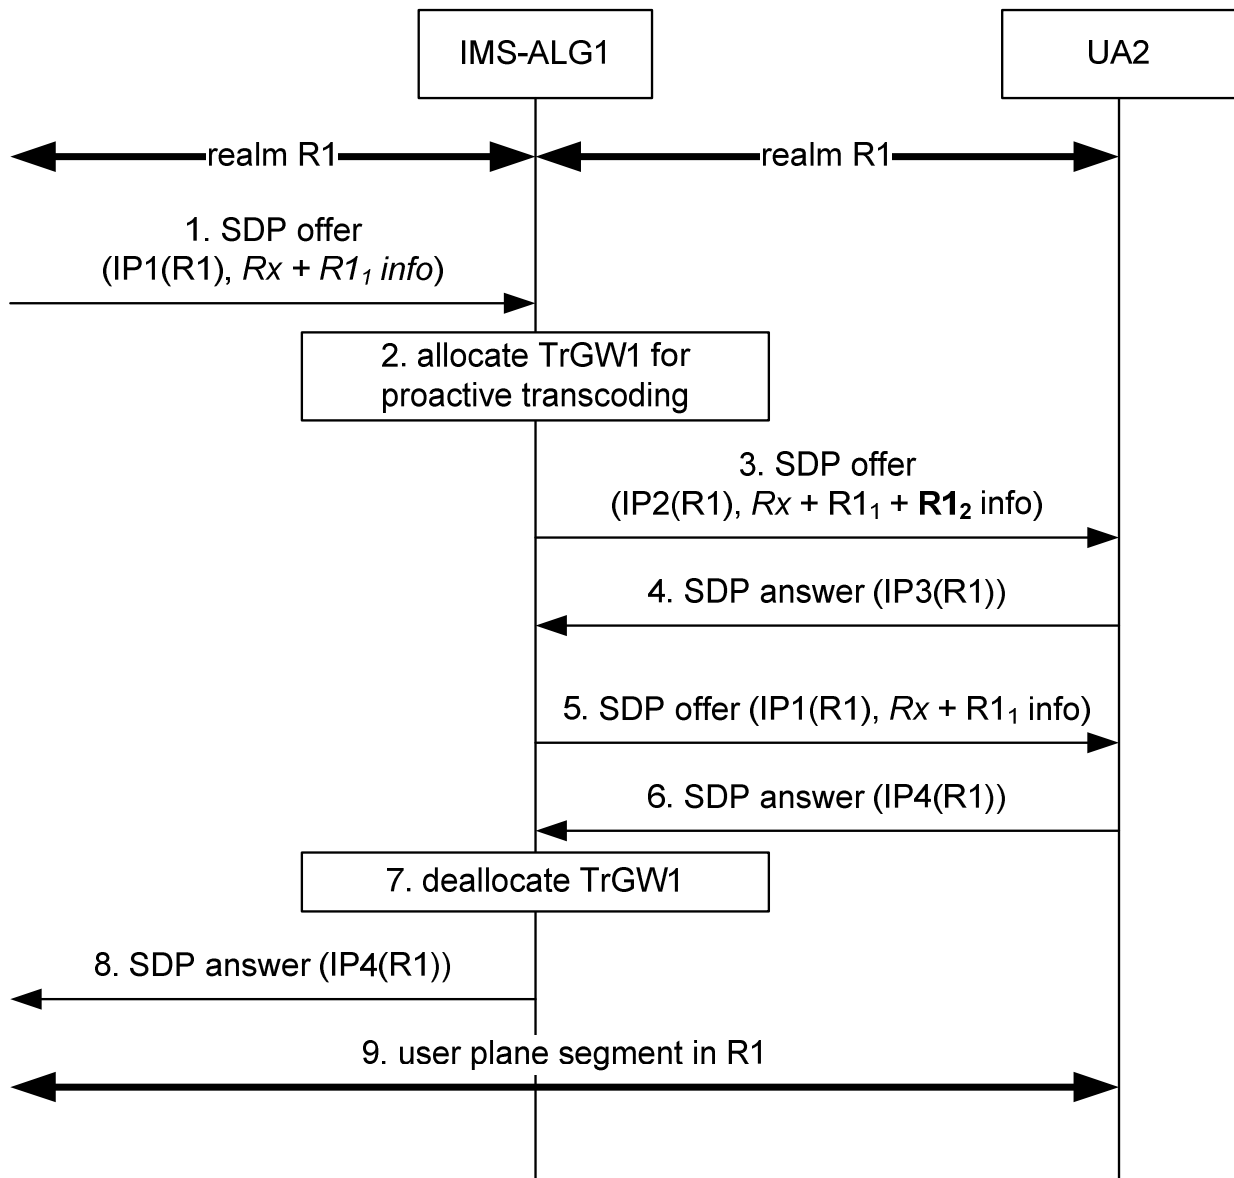 IMS-ALG1
UA2
realm R1
realm R1
1. SDP offer
(IP1(R1), Rx + R1₁ info)
2. allocate TrGW1 for
proactive transcoding
3. SDP offer
(IP2(R1), Rx + R1₁ + R1₂ info)
4. SDP answer (IP3(R1))
5. SDP offer (IP1(R1), Rx + R1₁ info)
6. SDP answer (IP4(R1))
7. deallocate TrGW1
8. SDP answer (IP4(R1))
9. user plane segment in R1